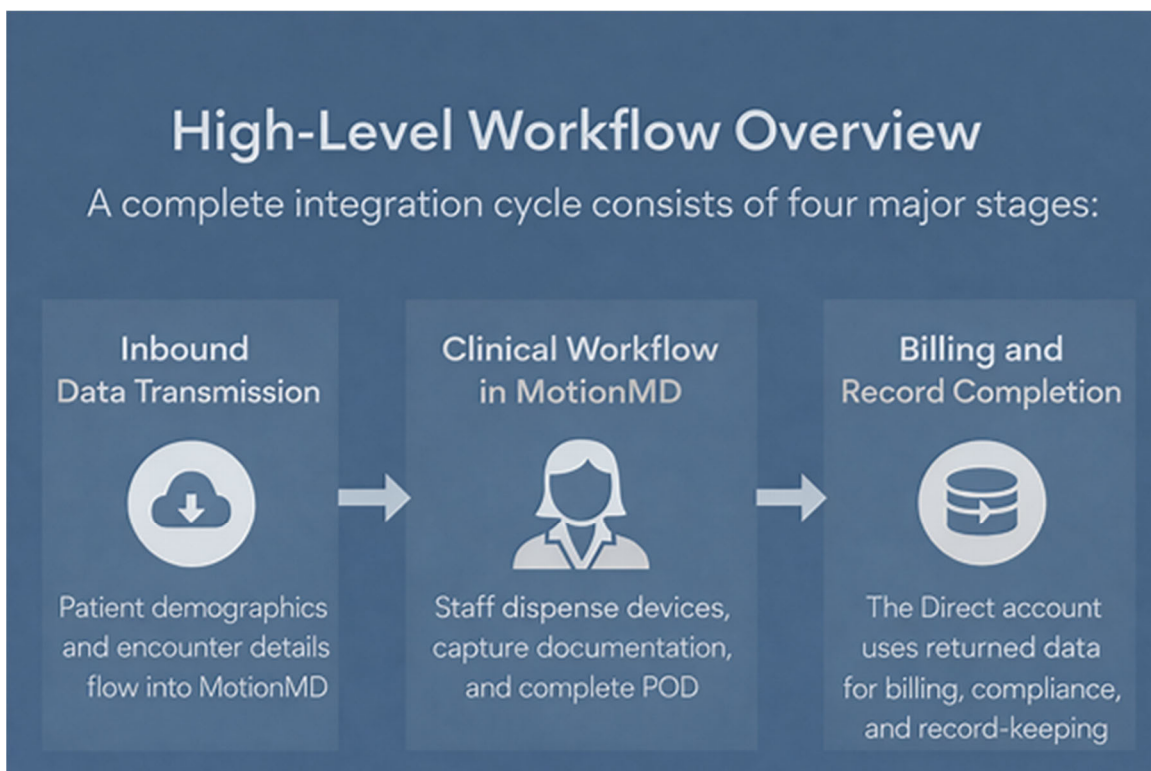 High-Level Workflow Overview
A complete integration cycle consists of four major stages:
Inbound
Data Transmission
Patient demographics
and encounter details
flow into MotionMD
Clinical Workflow
in MotionMD
Staff dispense devices,
capture documentation,
and complete POD
Billing and
Record Completion
The Direct account
uses returned data
for billing, compliance,
and record-keeping